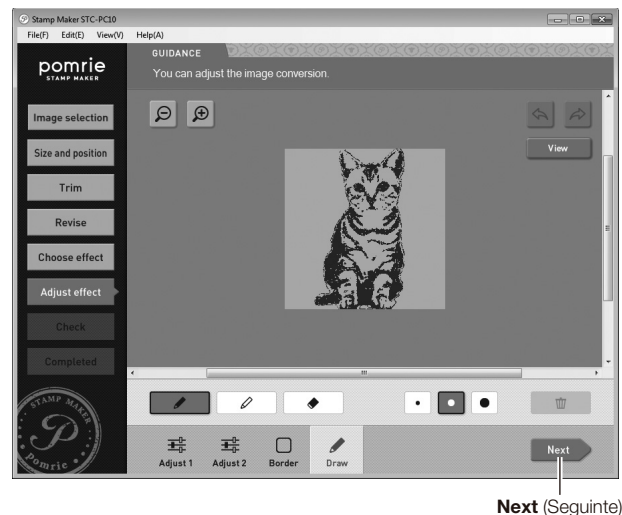 Stamp Maker STC-PC10
File(F) Edit(E) View(V) Help(A)
pomrie
STAMP MAKER
GUIDANCE
You can adjust the image conversion.
Image selection
Size and position
Trim
Revise
Choose effect
Adjust effect
Check
Completed
View
STAMP MAKER
Pomrie
Adjust 1
Adjust 2
Border
Draw
Next
Next (Seguinte)